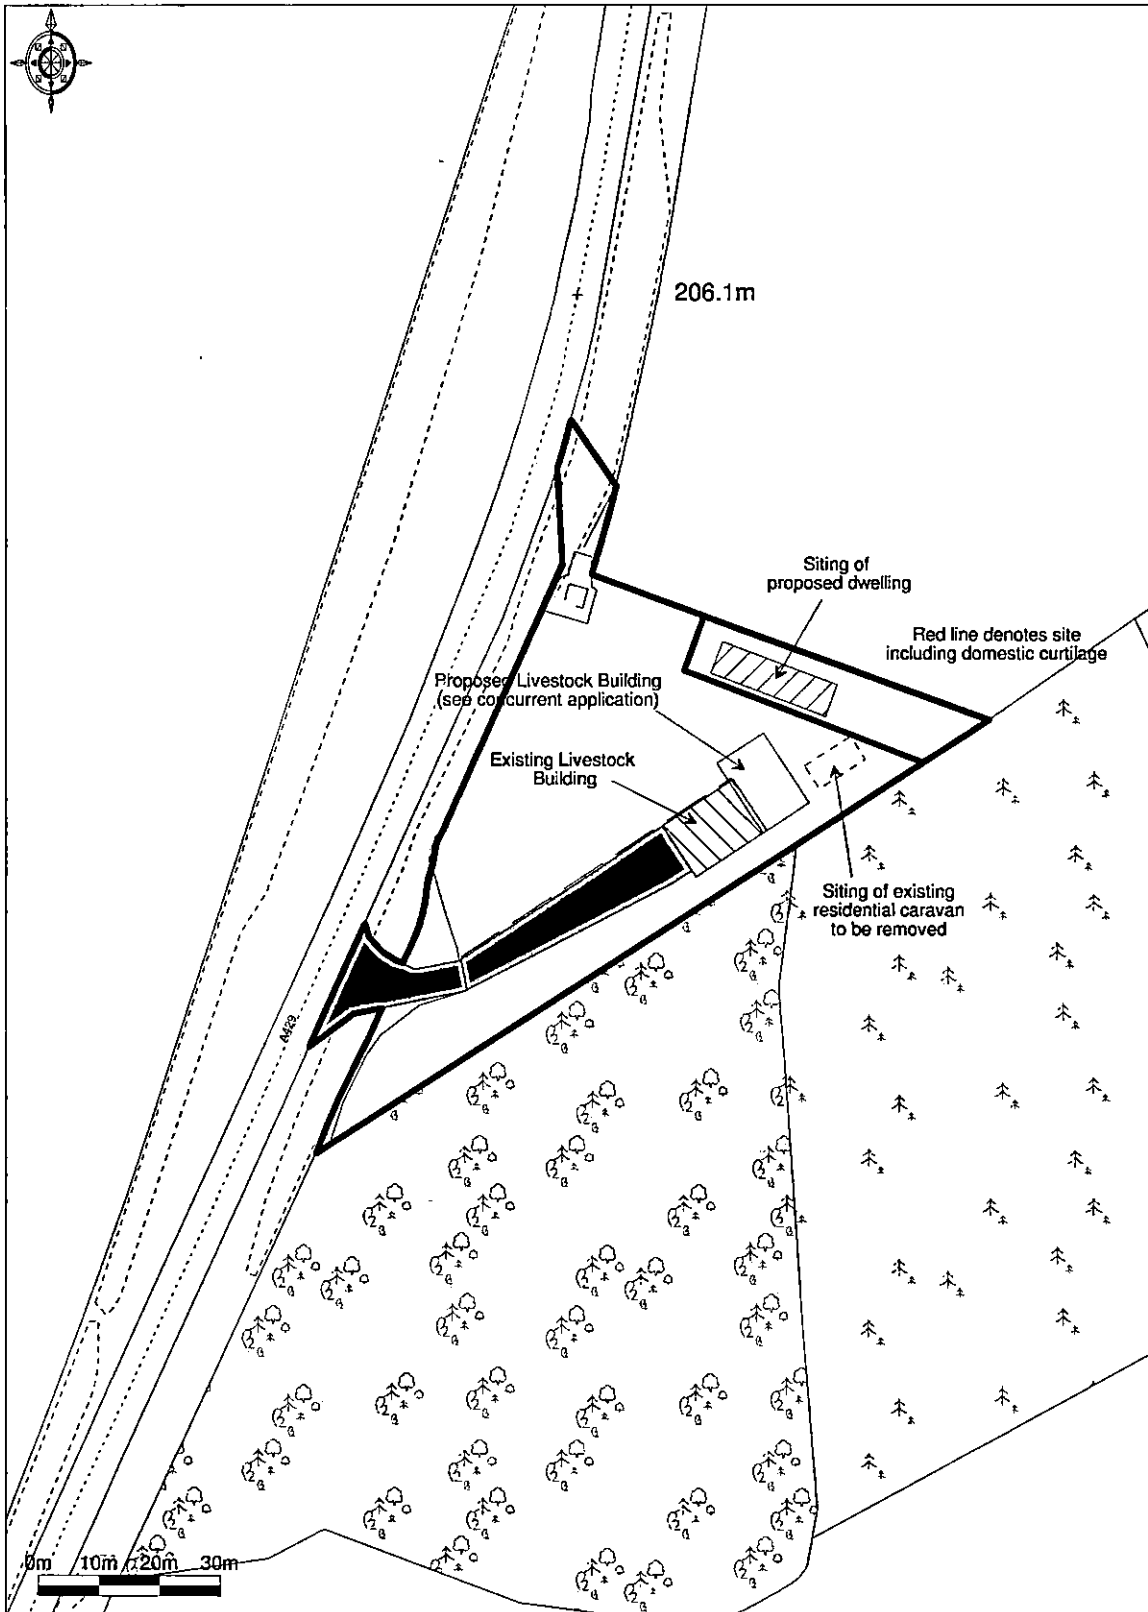 206.1m
Siting of
proposed dwelling
Red line denotes site
including domestic curtilage
Proposed Livestock Building
(see concurrent application)
Existing Livestock
Building
Siting of existing
residential caravan
to be removed
A429
0m 10m 20m 30m